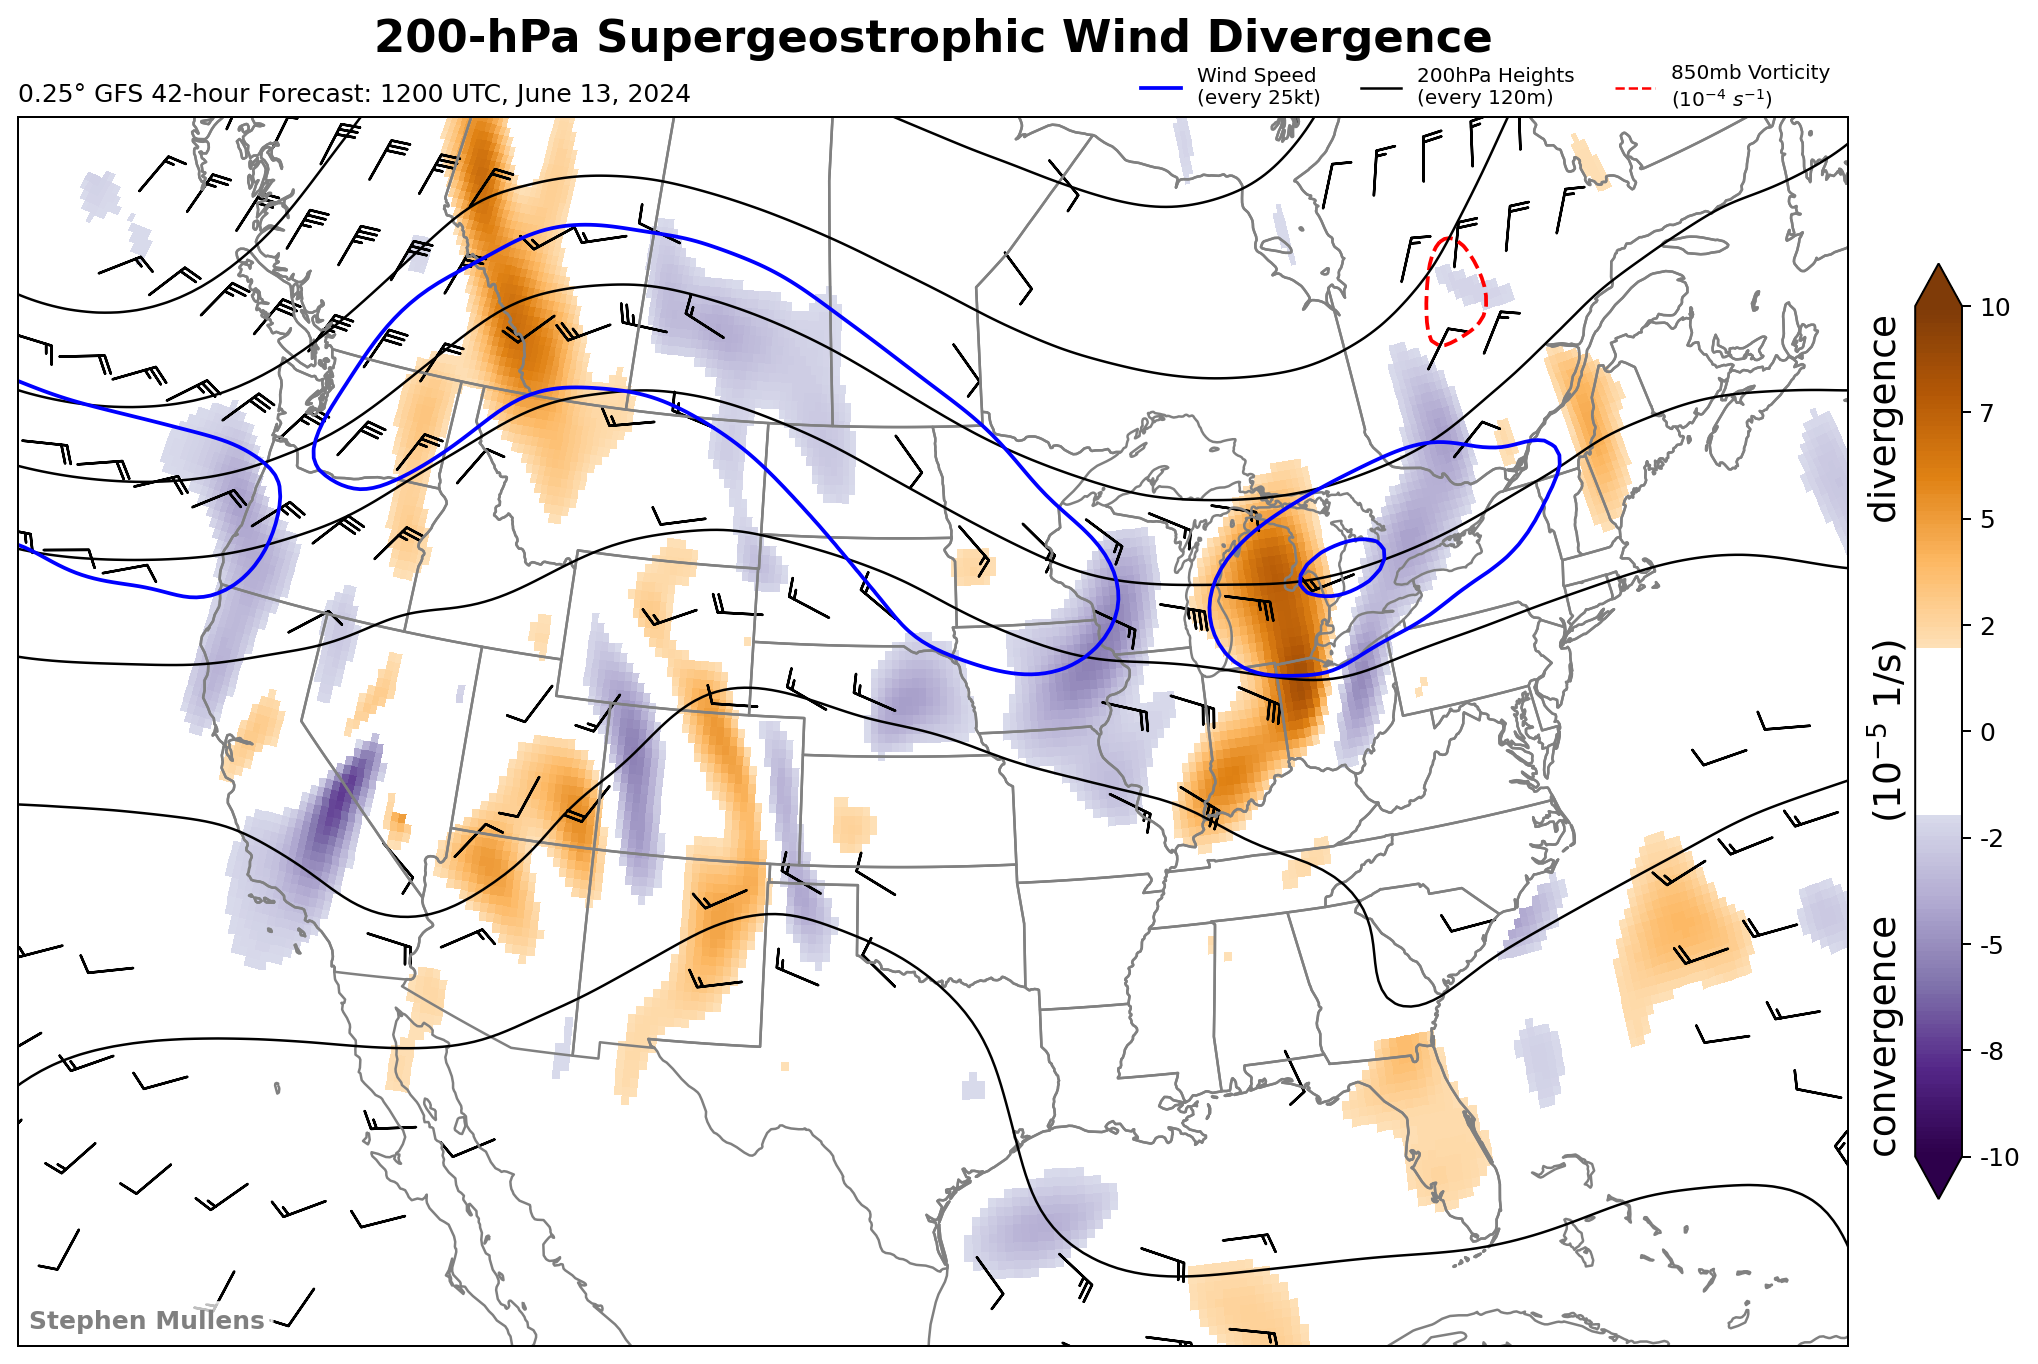 200-hPa Supergeostrophic Wind Divergence
0.25° GFS 42-hour Forecast: 1200 UTC, June 13, 2024
Wind Speed
(every 25kt)
200hPa Heights
(every 120m)
850mb Vorticity
(10⁻⁴ s⁻¹)
10
7
5
2
0
-2
-5
-8
-10
convergence (10⁻⁵ 1/s) divergence
Stephen Mullens